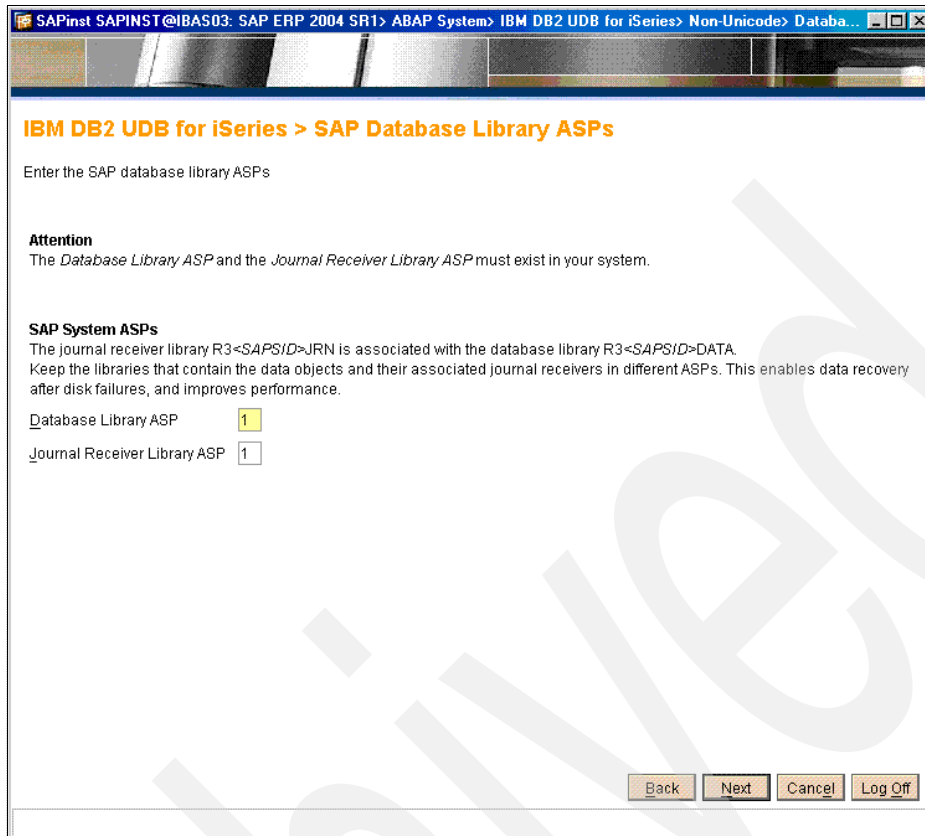 SAPinst SAPINST@IBAS03: SAP ERP 2004 SR1> ABAP System> IBM DB2 UDB for iSeries> Non-Unicode> Databa...
IBM DB2 UDB for iSeries > SAP Database Library ASPs
Enter the SAP database library ASPs
Attention
The Database Library ASP and the Journal Receiver Library ASP must exist in your system.
SAP System ASPs
The journal receiver library R3<SAPSID>JRN is associated with the database library R3<SAPSID>DATA.
Keep the libraries that contain the data objects and their associated journal receivers in different ASPs. This enables data recovery
after disk failures, and improves performance.
Database Library ASP 1
Journal Receiver Library ASP 1
Back Next Cancel Log Off